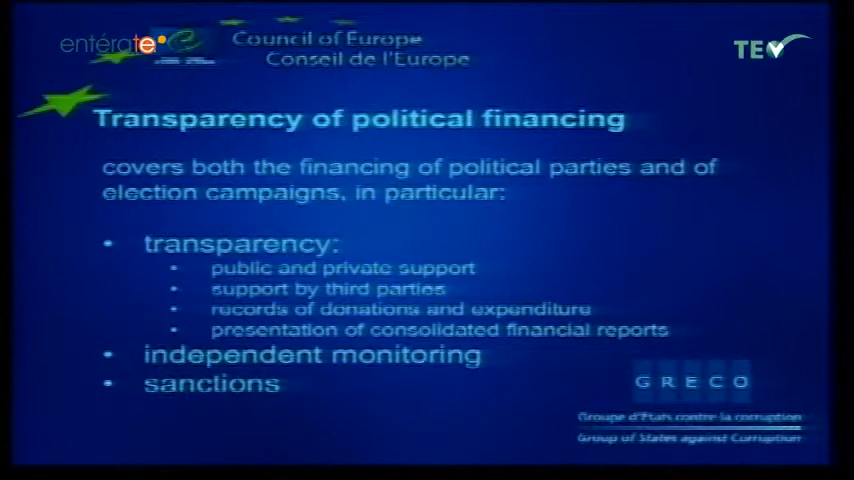 entérate
Council of Europe
Conseil de l'Europe
TEV
Transparency of political financing
covers both the financing of political parties and of
election campaigns, in particular:
• transparency:
• public and private support
• support by third parties
• records of donations and expenditure
• presentation of consolidated financial reports
• independent monitoring
• sanctions
GRECO
Groupe d'Etats contre la corruption
Group of States against Corruption